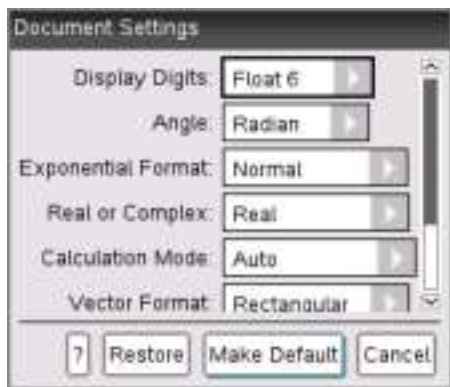 Document Settings
Display Digits: Float 6
Angle: Radian
Exponential Format: Normal
Real or Complex: Real
Calculation Mode: Auto
Vector Format: Rectangular
? Restore Make Default Cancel